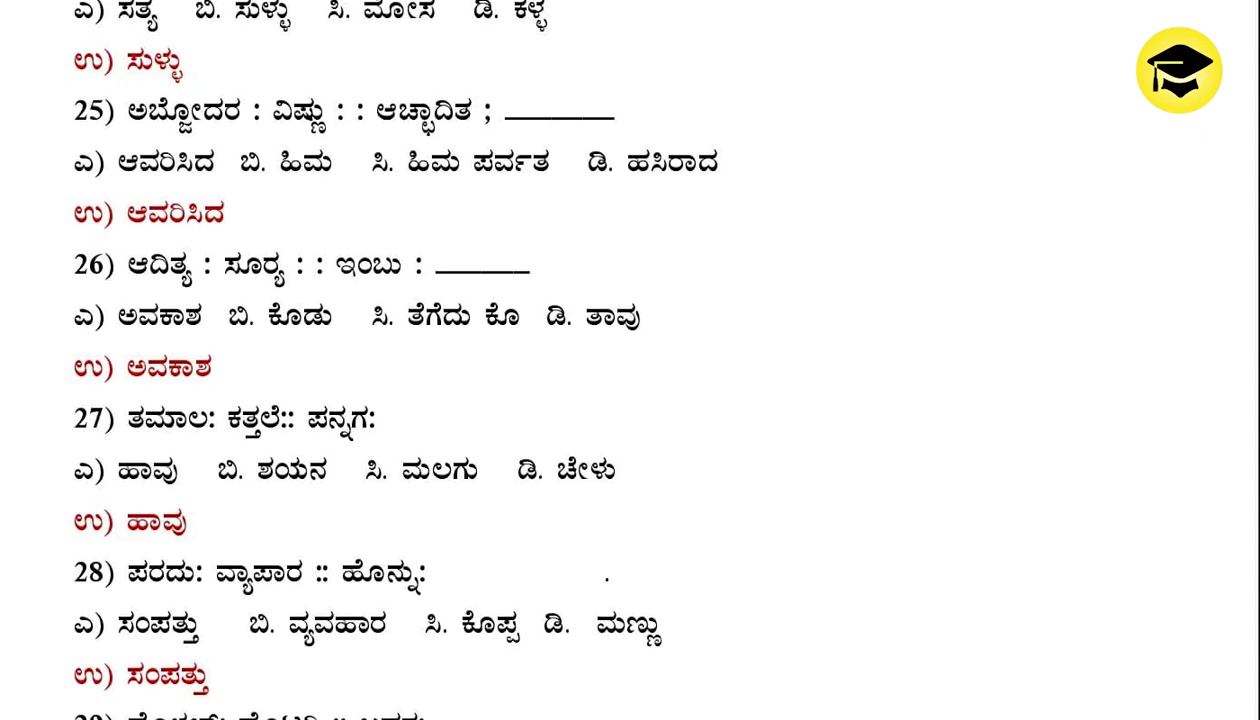 ಎ) ಸತ್ಯ ಬಿ. ಸುಳ್ಳು ಸಿ. ಮೋಸ ಡಿ. ಕಳ್ಳ
ಉ) ಸುಳ್ಳು
25) ಅಬ್ಜೋದರ : ವಿಷ್ಣು : : ಆಚ್ಛಾದಿತ ; _______
ಎ) ಆವರಿಸಿದ ಬಿ. ಹಿಮ ಸಿ. ಹಿಮ ಪರ್ವತ ಡಿ. ಹಸಿರಾದ
ಉ) ಆವರಿಸಿದ
26) ಆದಿತ್ಯ : ಸೂರ‍್ಯ : : ಇಂಬು : ______
ಎ) ಅವಕಾಶ ಬಿ. ಕೊಡು ಸಿ. ತೆಗೆದು ಕೊ ಡಿ. ತಾವು
ಉ) ಅವಕಾಶ
27) ತಮಾಲ: ಕತ್ತಲೆ:: ಪನ್ನಗ:
ಎ) ಹಾವು ಬಿ. ಶಯನ ಸಿ. ಮಲಗು ಡಿ. ಚೇಳು
ಉ) ಹಾವು
28) ಪರದು: ವ್ಯಾಪಾರ :: ಹೊನ್ನು: .
ಎ) ಸಂಪತ್ತು ಬಿ. ವ್ಯವಹಾರ ಸಿ. ಕೊಪ್ಪ ಡಿ. ಮಣ್ಣು
ಉ) ಸಂಪತ್ತು